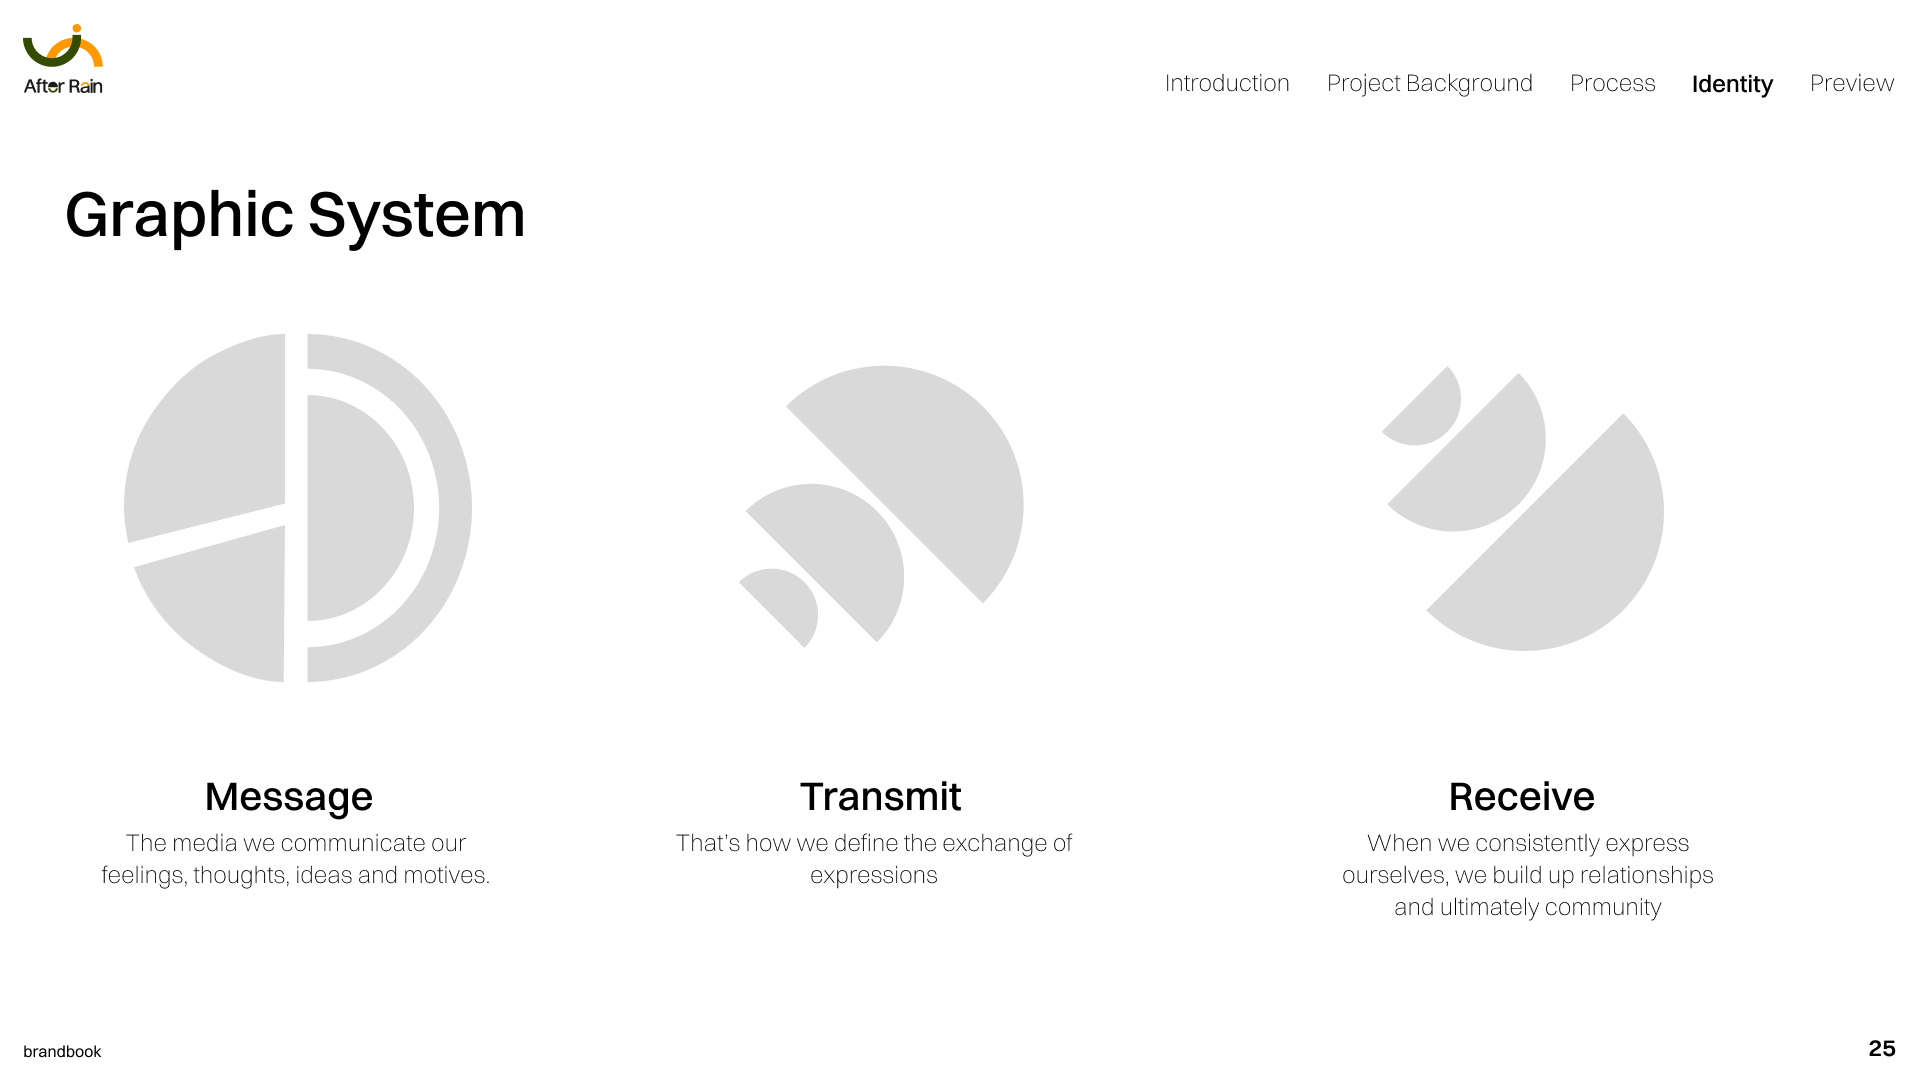 After Rain
Introduction Project Background Process Identity Preview
Graphic System
Message
The media we communicate our
feelings, thoughts, ideas and motives.
Transmit
That's how we define the exchange of
expressions
Receive
When we consistently express
ourselves, we build up relationships
and ultimately community
brandbook
25